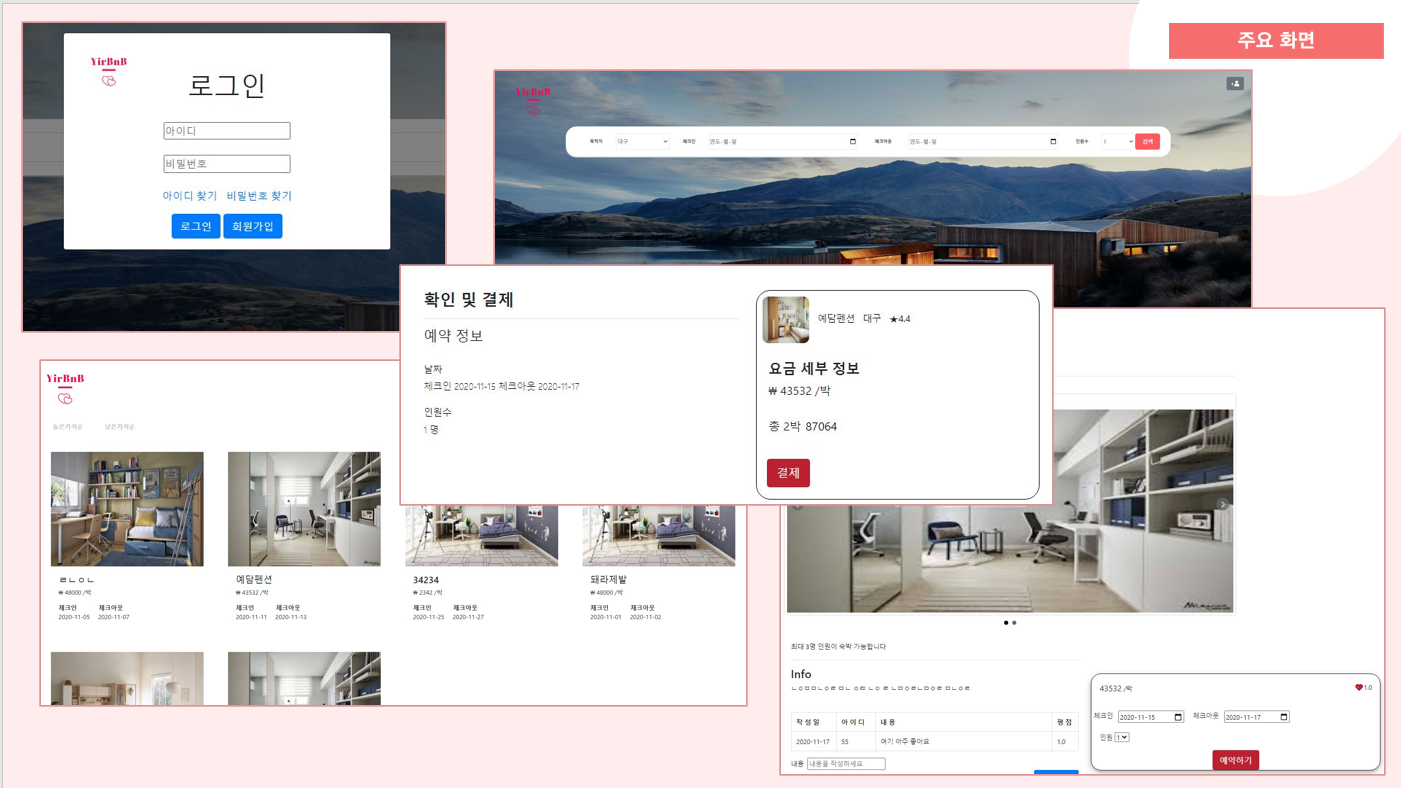 주요 화면
YirBnB
로그인
아이디
비밀번호
아이디 찾기 비밀번호 찾기
로그인 회원가입
YirBnB
목적지 대구 체크인 연도-월-일 체크아웃 연도-월-일 인원수 1 검색
확인 및 결제
예약 정보
날짜
체크인 2020-11-15 체크아웃 2020-11-17
인원수
1 명
예담펜션 대구 ★4.4
요금 세부 정보
₩ 43532 /박
총 2박 87064
결제
YirBnB
높은가격순 낮은가격순
ㄹㄴㅇㄴ
₩ 48000 /박
체크인 체크아웃
2020-11-05 2020-11-07
예담펜션
₩ 43532 /박
체크인 체크아웃
2020-11-11 2020-11-13
34234
₩ 2342 /박
체크인 체크아웃
2020-11-25 2020-11-27
돼라제발
₩ 48000 /박
체크인 체크아웃
2020-11-01 2020-11-02
최대 3명 인원이 숙박 가능합니다
Info
작성일 아이디 내용 평점
2020-11-17 55 여기 아주 좋아요 1.0
내용 내용을 작성하세요
43532 /박 1.0
체크인 2020-11-15 체크아웃 2020-11-17
인원 1
예약하기